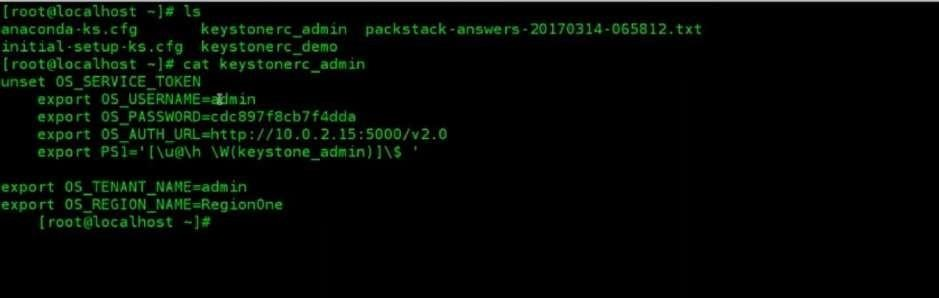 [root@localhost ~]# ls
anaconda-ks.cfg       keystonerc_admin  packstack-answers-20170314-065812.txt
initial-setup-ks.cfg  keystonerc_demo
[root@localhost ~]# cat keystonerc_admin
unset OS_SERVICE_TOKEN
    export OS_USERNAME=admin
    export OS_PASSWORD=cdc897f8cb7f4dda
    export OS_AUTH_URL=http://10.0.2.15:5000/v2.0
    export PS1='[\u@\h \W(keystone_admin)]\$ '
export OS_TENANT_NAME=admin
export OS_REGION_NAME=RegionOne
    [root@localhost ~]#